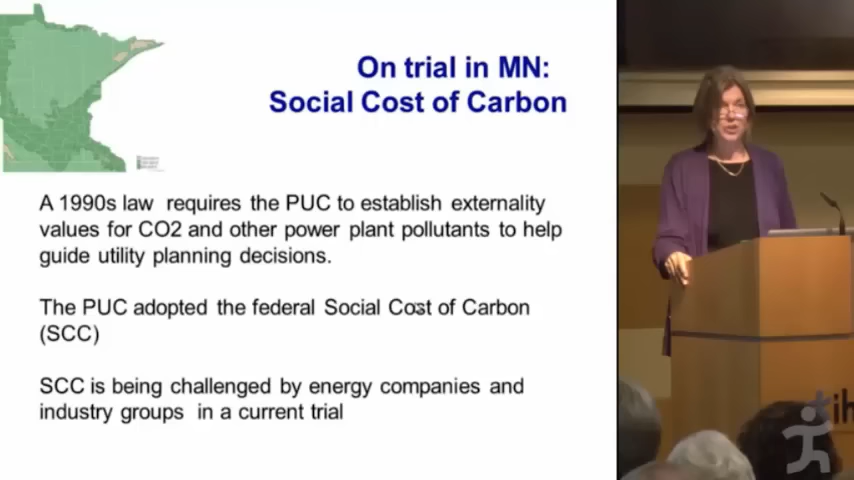 On trial in MN:
Social Cost of Carbon
A 1990s law requires the PUC to establish externality
values for CO2 and other power plant pollutants to help
guide utility planning decisions.
The PUC adopted the federal Social Cost of Carbon
(SCC)
SCC is being challenged by energy companies and
industry groups in a current trial
ih